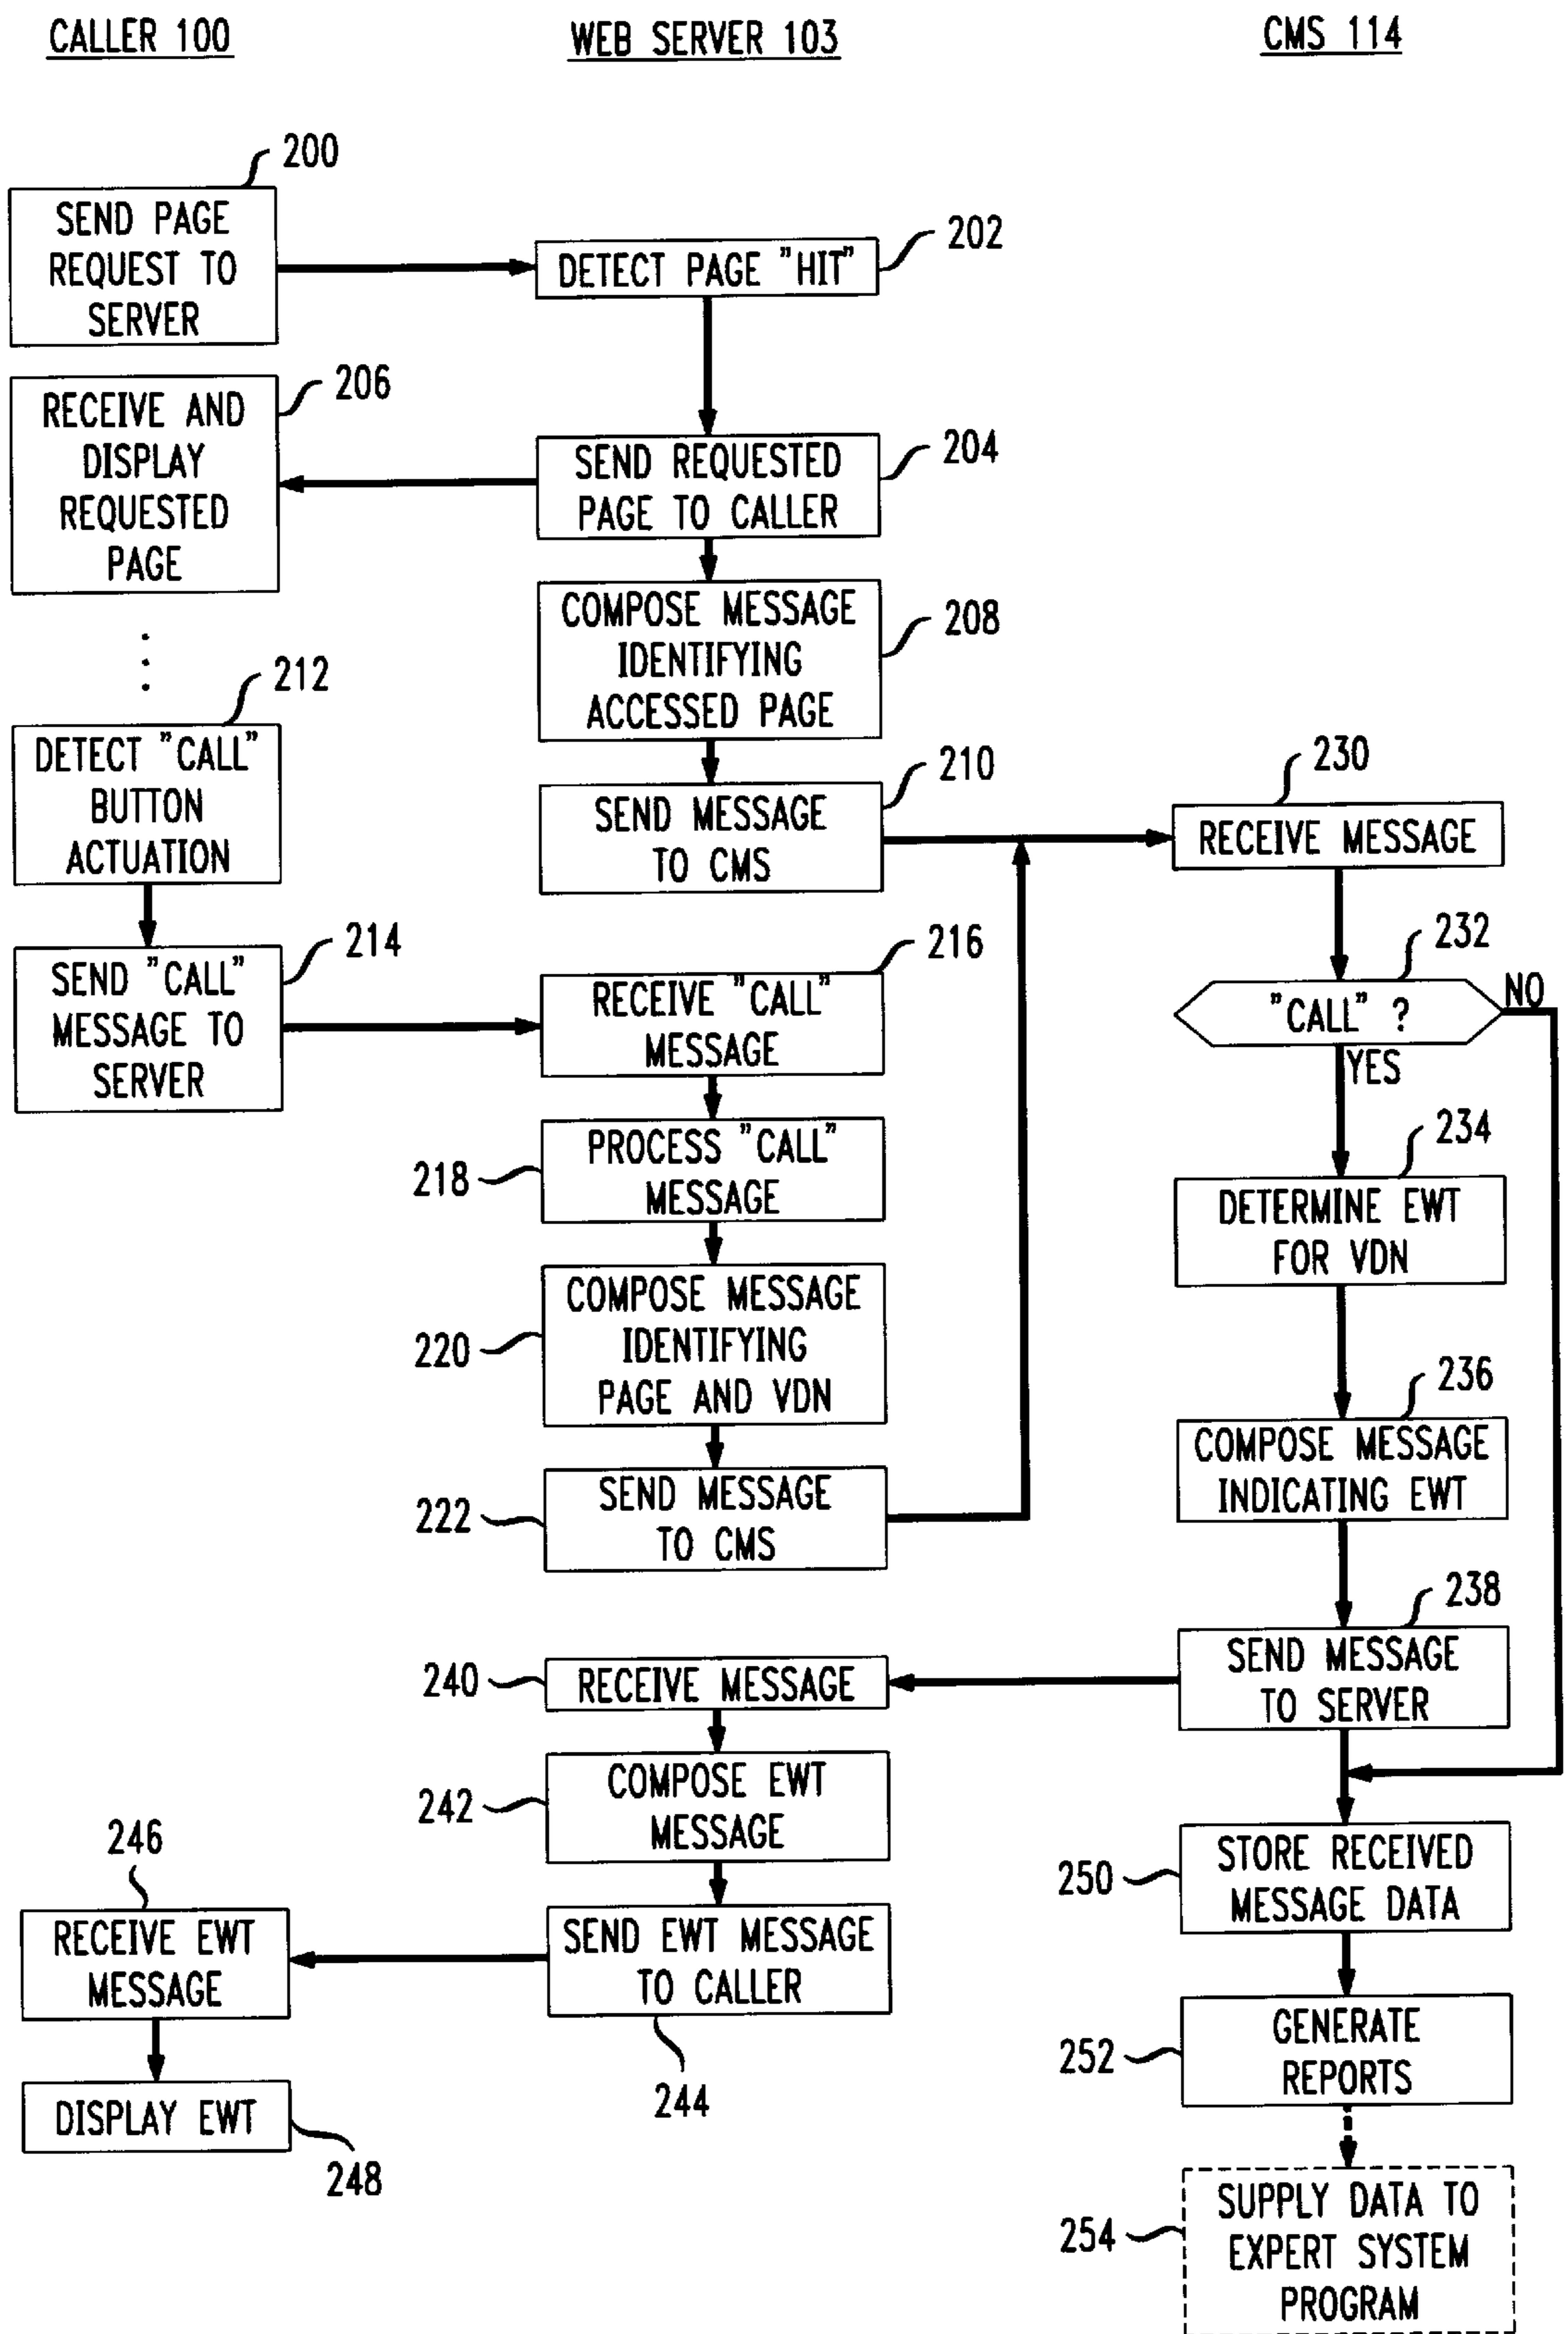 CALLER 100
WEB SERVER 103
CMS 114
200
SEND PAGE
REQUEST TO
SERVER
202
DETECT PAGE "HIT"
206
RECEIVE AND
DISPLAY
REQUESTED
PAGE
204
SEND REQUESTED
PAGE TO CALLER
208
COMPOSE MESSAGE
IDENTIFYING
ACCESSED PAGE
212
DETECT "CALL"
BUTTON
ACTUATION
210
SEND MESSAGE
TO CMS
230
RECEIVE MESSAGE
214
SEND "CALL"
MESSAGE TO
SERVER
216
RECEIVE "CALL"
MESSAGE
232
"CALL" ?
NO
YES
218
PROCESS "CALL"
MESSAGE
234
DETERMINE EWT
FOR VDN
220
COMPOSE MESSAGE
IDENTIFYING
PAGE AND VDN
236
COMPOSE MESSAGE
INDICATING EWT
222
SEND MESSAGE
TO CMS
238
SEND MESSAGE
TO SERVER
240
RECEIVE MESSAGE
242
COMPOSE EWT
MESSAGE
250
STORE RECEIVED
MESSAGE DATA
246
RECEIVE EWT
MESSAGE
SEND EWT MESSAGE
TO CALLER
244
252
GENERATE
REPORTS
DISPLAY EWT
248
254
SUPPLY DATA TO
EXPERT SYSTEM
PROGRAM